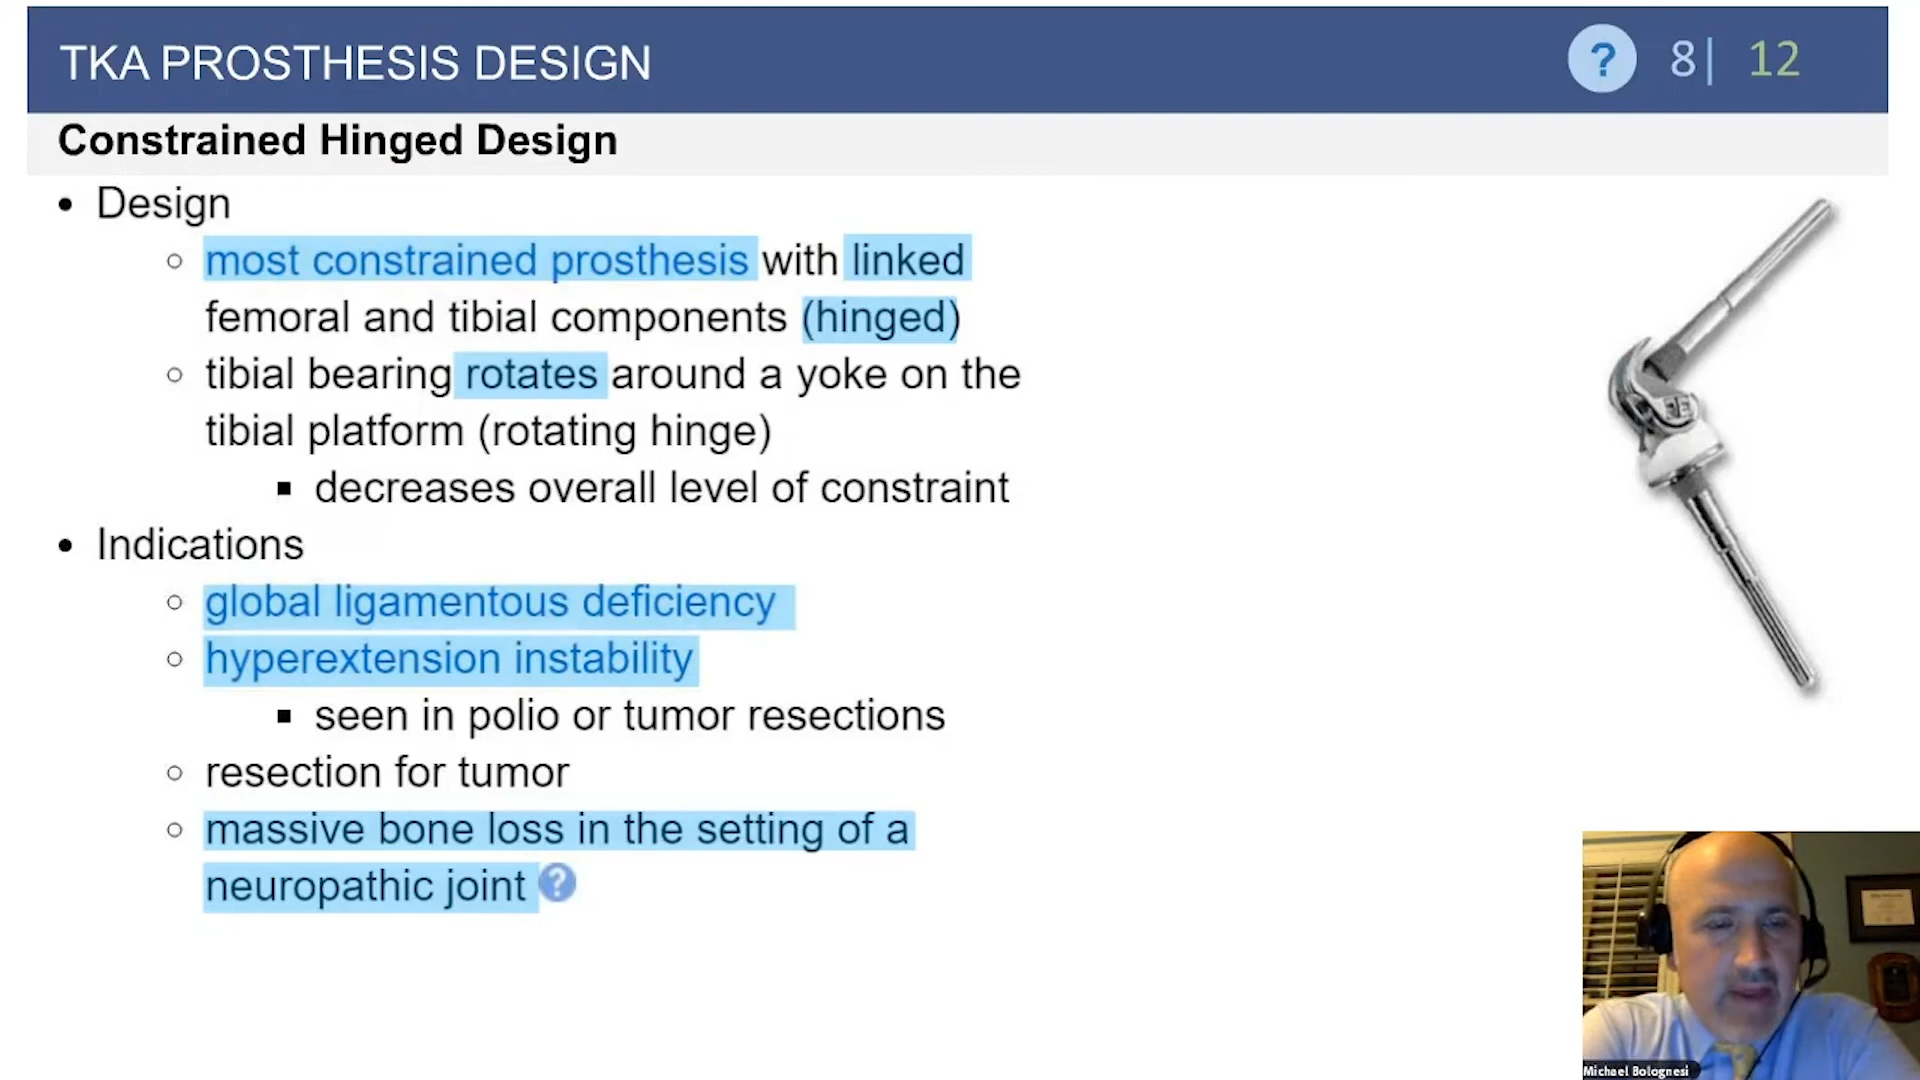 TKA PROSTHESIS DESIGN
? 8| 12
Constrained Hinged Design
• Design
○ most constrained prosthesis with linked
femoral and tibial components (hinged)
○ tibial bearing rotates around a yoke on the
tibial platform (rotating hinge)
■ decreases overall level of constraint
• Indications
○ global ligamentous deficiency
○ hyperextension instability
■ seen in polio or tumor resections
○ resection for tumor
○ massive bone loss in the setting of a
neuropathic joint ?
Michael Bolognesi